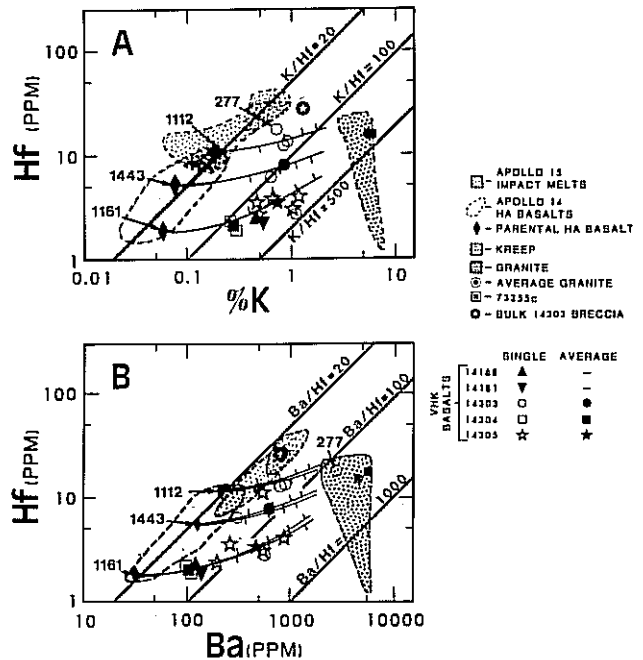 A
Hf (PPM)
100
10
1
K/Hf=20
K/Hf=100
K/Hf=500
277
1112
1443
1161
0.01 0.1 1 10
%K
APOLLO 15 IMPACT MELTS
APOLLO 14 HA BASALTS
PARENTAL HA BASALT
KREEP
GRANITE
AVERAGE GRANITE
73255c
BULK 14303 BRECCIA
B
Hf (PPM)
100
10
1
Ba/Hf=20
Ba/Hf=100
Ba/Hf= 1000
277
1112
1443
1161
10 100 1000 10000
Ba (PPM)
SINGLE AVERAGE
VHK BASALTS
14168 –
14181 –
14303
14304
14305